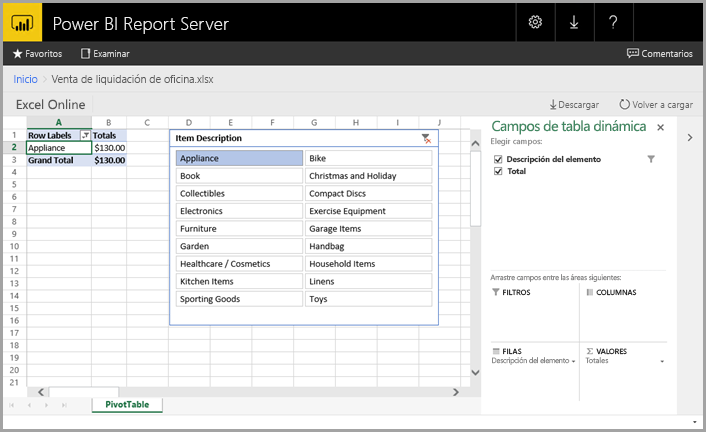 Power BI Report Server
?
Favoritos Examinar Comentarios
Inicio > Venta de liquidación de oficina.xlsx
Excel Online Descargar Volver a cargar
A B C D E F G H I J
1 Row Labels Totals
2 Appliance $130.00
3 Grand Total $130.00
4
5
6
7
8
9
10
11
12
13
14
15
16
17
18
19
20
21
Item Description
Appliance Bike
Book Christmas and Holiday
Collectibles Compact Discs
Electronics Exercise Equipment
Furniture Garage Items
Garden Handbag
Healthcare / Cosmetics Household Items
Kitchen Items Linens
Sporting Goods Toys
PivotTable
Campos de tabla dinámica
Elegir campos:
Descripción del elemento
Total
Arrastre campos entre las áreas siguientes:
FILTROS COLUMNAS
FILAS Σ VALORES
Descripción del elemento Totales